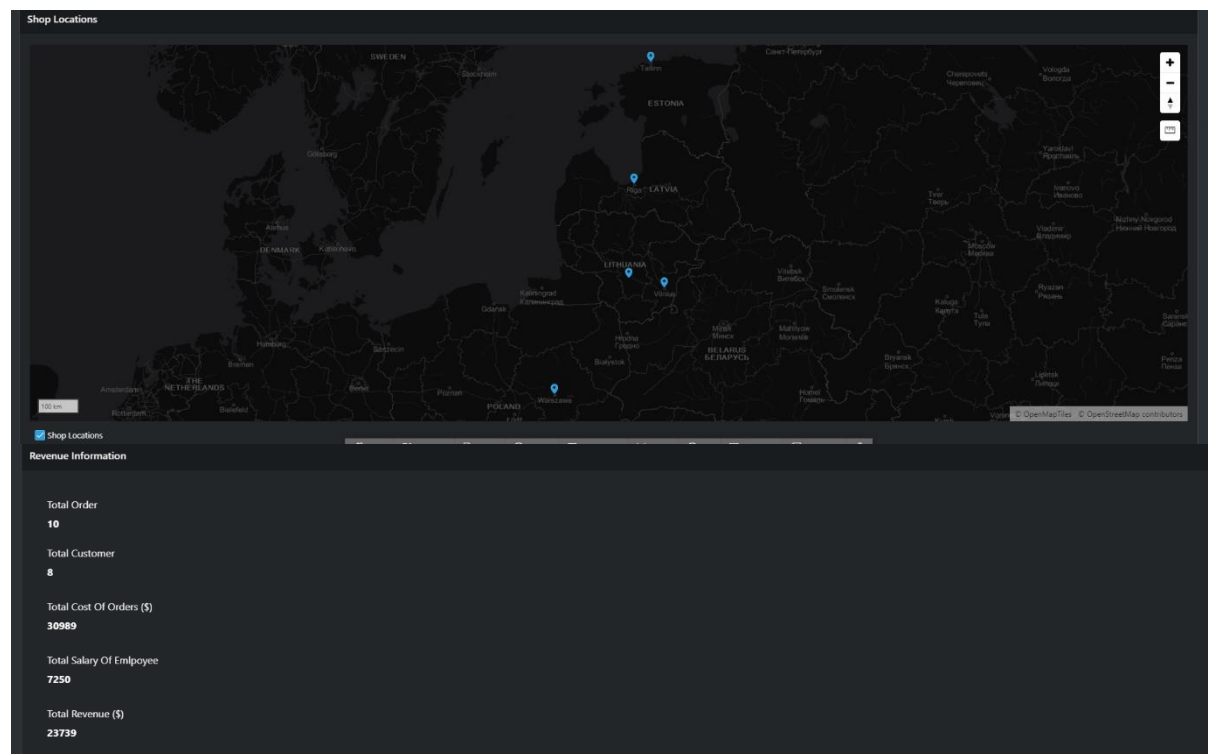 Shop Locations
SWEDEN
Stockholm
Tallinn
Санкт-Петербург
ESTONIA
Cherepovets
Череповец
Vologda
Вологда
Yaroslavl
Ярославль
Göteborg
Riga
LATVIA
Tver
Тверь
Ivanovo
Иваново
Aarhus
Vladimir
Владимир
Nizhny Novgorod
Нижний Новгород
DENMARK
København
Moscow
Москва
LITHUANIA
Vitebsk
Витебск
Vilnius
Kaliningrad
Калининград
Smolensk
Смоленск
Ryazan
Рязань
Gdańsk
Kaluga
Калуга
Tula
Тула
Saransk
Hrodna
Гродно
Minsk
Минск
Mahilyow
Могилёв
Hamburg
Szczecin
BELARUS
БЕЛАРУСЬ
Białystok
Bryansk
Брянск
Bremen
Penza
Пенза
Lipetsk
Липецк
Amsterdam
THE
NETHERLANDS
Berlin
Poznań
Warszawa
Homel
Гомель
100 km
Rotterdam
Bielefeld
POLAND
Łódź
© OpenMapTiles © OpenStreetMap contributors
Shop Locations
Revenue Information
Total Order
10
Total Customer
8
Total Cost Of Orders ($)
30989
Total Salary Of Emlpoyee
7250
Total Revenue ($)
23739